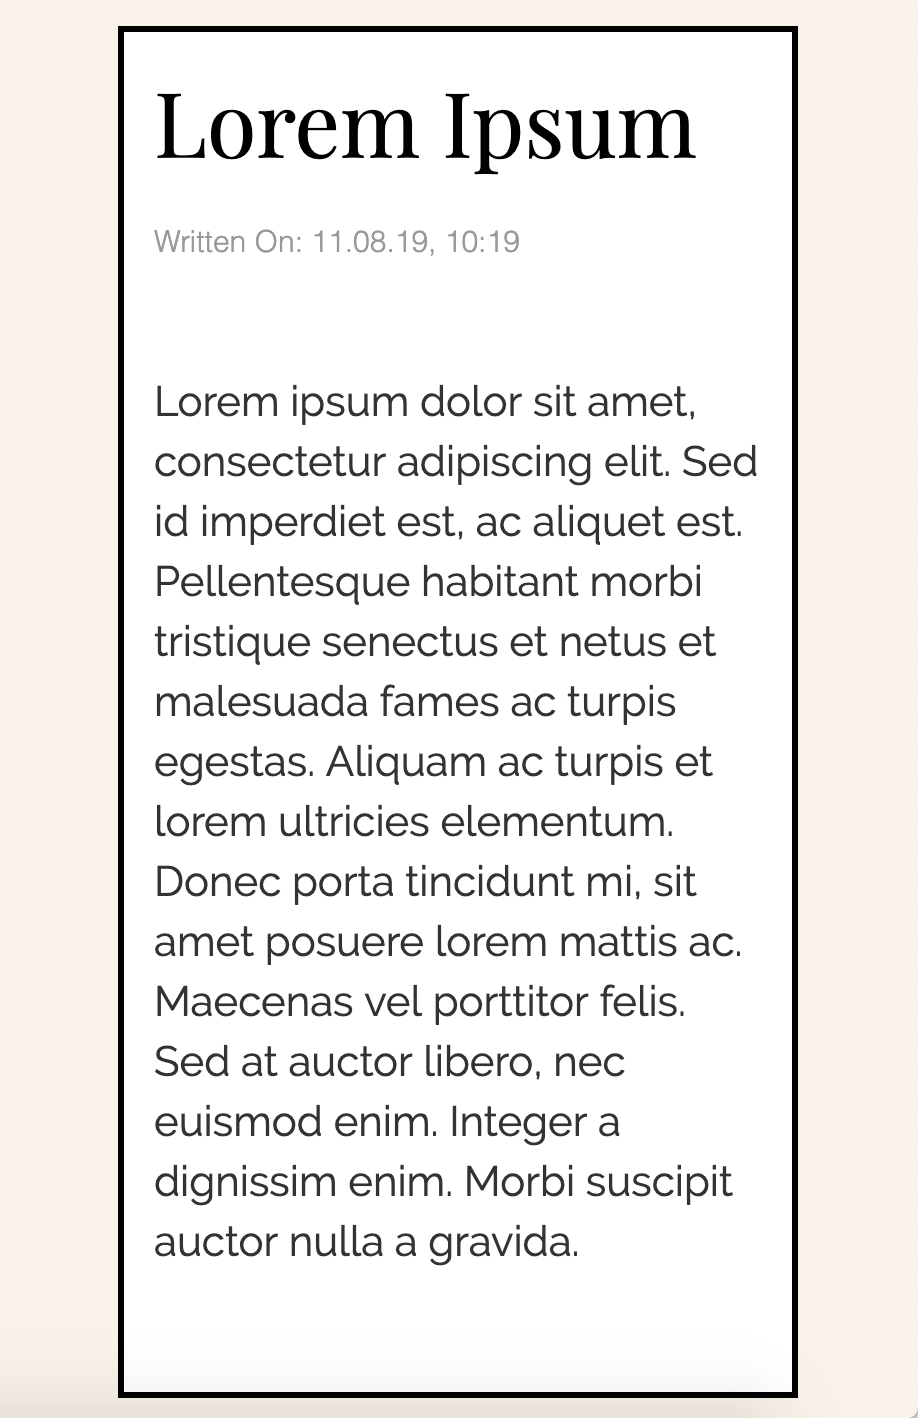 Lorem Ipsum
Written On: 11.08.19, 10:19
Lorem ipsum dolor sit amet,
consectetur adipiscing elit. Sed
id imperdiet est, ac aliquet est.
Pellentesque habitant morbi
tristique senectus et netus et
malesuada fames ac turpis
egestas. Aliquam ac turpis et
lorem ultricies elementum.
Donec porta tincidunt mi, sit
amet posuere lorem mattis ac.
Maecenas vel porttitor felis.
Sed at auctor libero, nec
euismod enim. Integer a
dignissim enim. Morbi suscipit
auctor nulla a gravida.